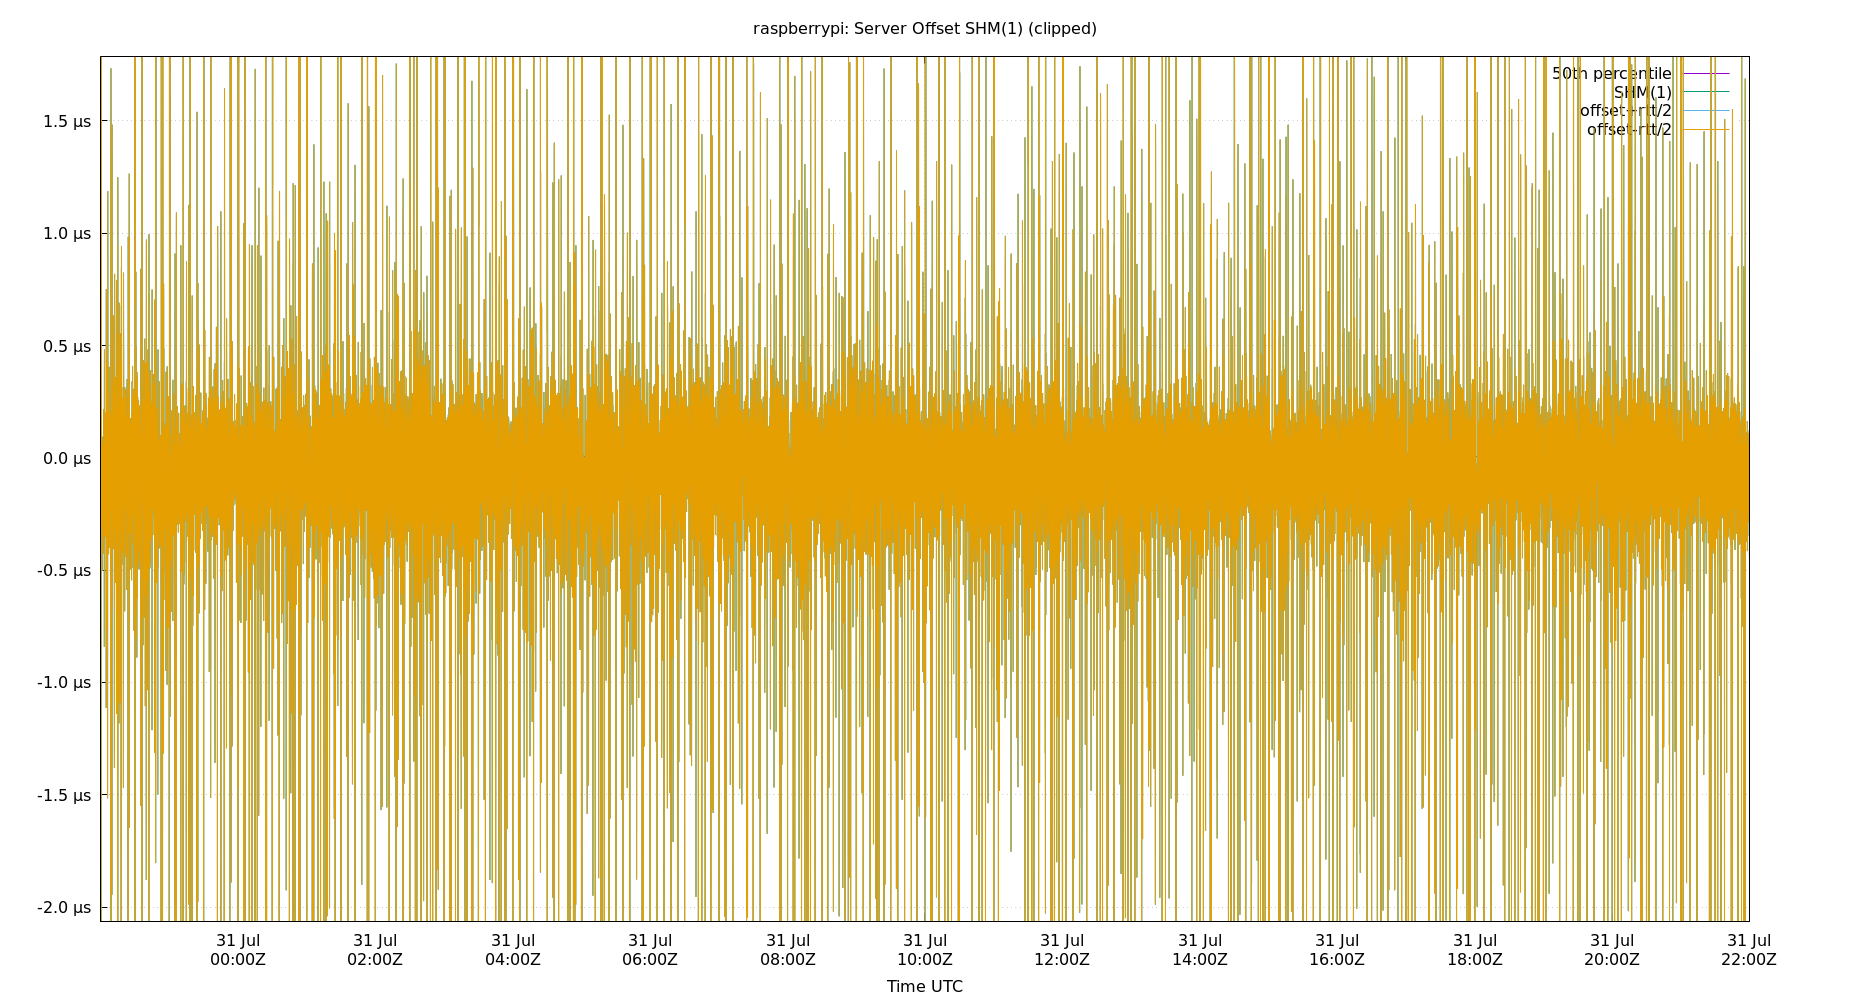 raspberrypi: Server Offset SHM(1) (clipped)
50th percentile
SHM(1)
offset+rtt/2
offset-rtt/2
1.5 µs
1.0 µs
0.5 µs
0.0 µs
-0.5 µs
-1.0 µs
-1.5 µs
-2.0 µs
31 Jul 31 Jul 31 Jul 31 Jul 31 Jul 31 Jul 31 Jul 31 Jul 31 Jul 31 Jul 31 Jul 31 Jul
00:00Z 02:00Z 04:00Z 06:00Z 08:00Z 10:00Z 12:00Z 14:00Z 16:00Z 18:00Z 20:00Z 22:00Z
Time UTC